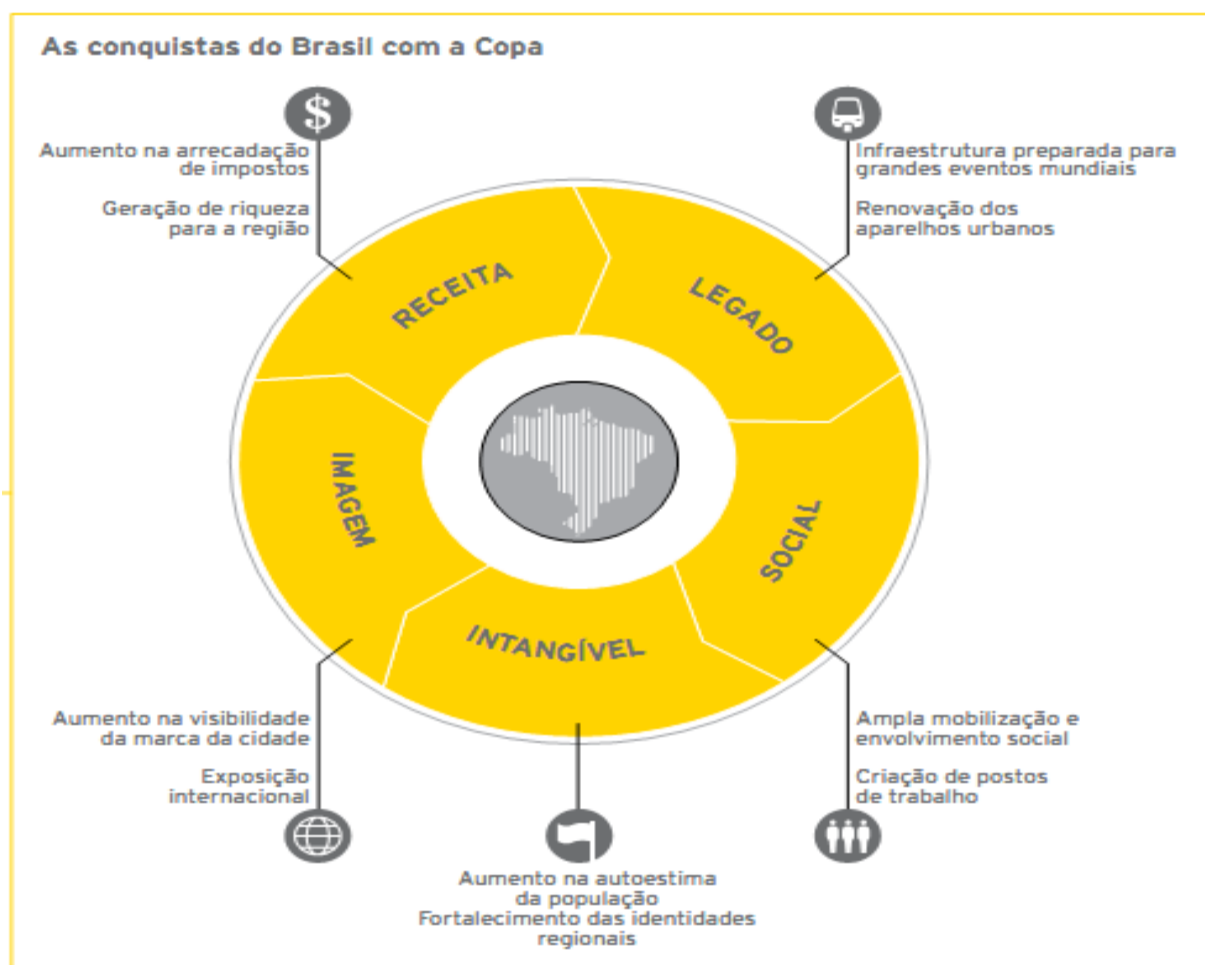 As conquistas do Brasil com a Copa
$
Aumento na arrecadação
de impostos
Geração de riqueza
para a região
Infraestrutura preparada para
grandes eventos mundiais
Renovação dos
aparelhos urbanos
RECEITA
LEGADO
IMAGEM
SOCIAL
INTANGÍVEL
Aumento na visibilidade
da marca da cidade
Exposição
internacional
Ampla mobilização e
envolvimento social
Criação de postos
de trabalho
Aumento na autoestima
da população
Fortalecimento das identidades
regionais